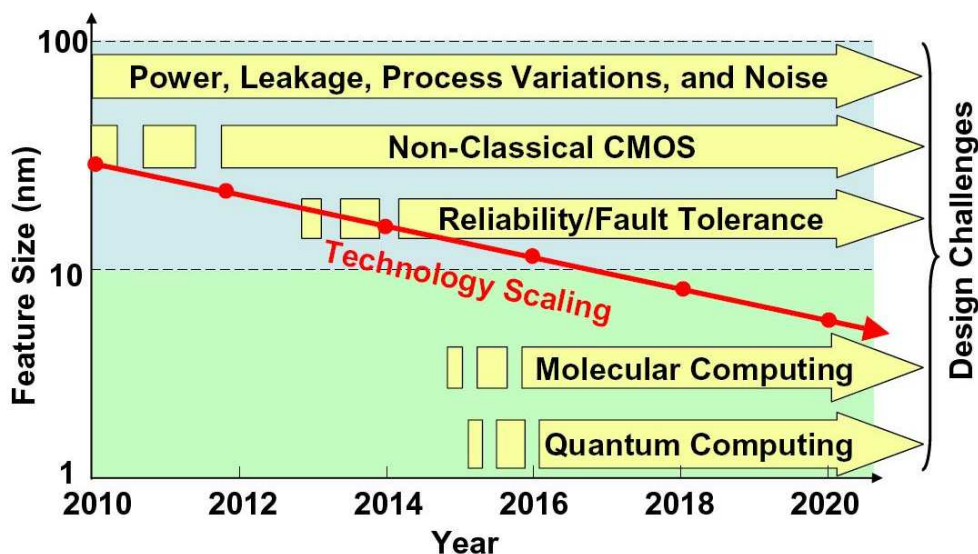 100
Power, Leakage, Process Variations, and Noise
Non-Classical CMOS
Reliability/Fault Tolerance
Technology Scaling
10
Molecular Computing
Quantum Computing
1
2010 2012 2014 2016 2018 2020
Year
Feature Size (nm)
Design Challenges